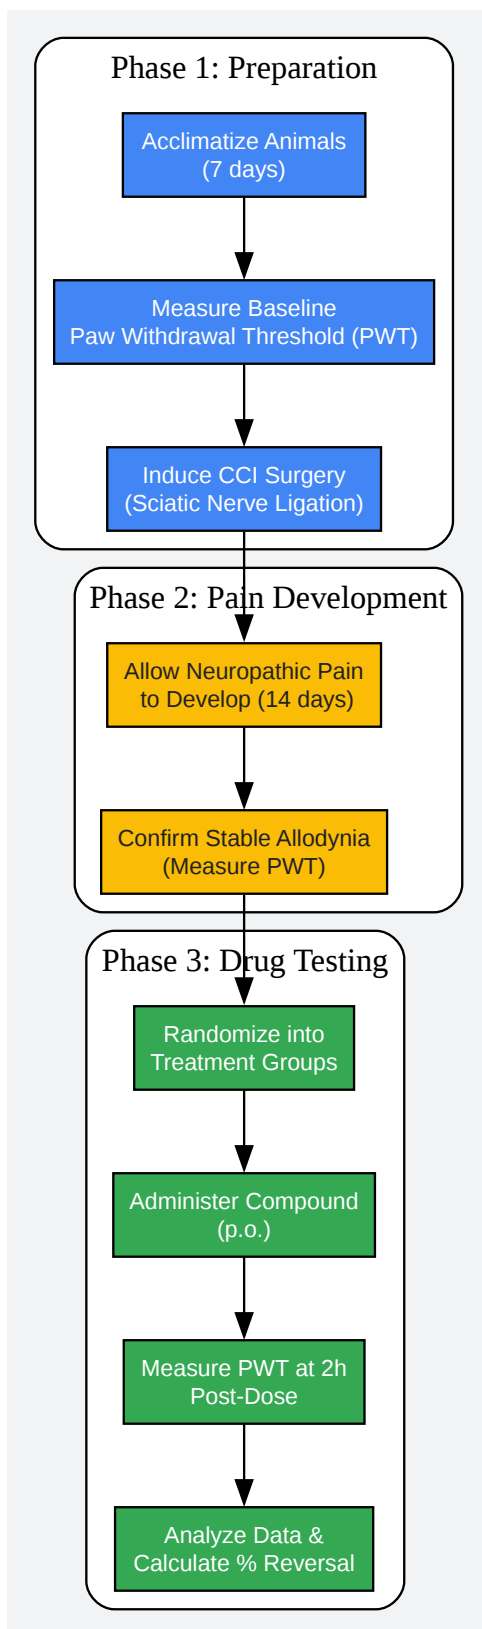 Phase 1: Preparation
Acclimatize Animals
(7 days)
Measure Baseline
Paw Withdrawal Threshold (PWT)
Induce CCI Surgery
(Sciatic Nerve Ligation)
Phase 2: Pain Development
Allow Neuropathic Pain
to Develop (14 days)
Confirm Stable Allodynia
(Measure PWT)
Phase 3: Drug Testing
Randomize into
Treatment Groups
Administer Compound
(p.o.)
Measure PWT at 2h
Post-Dose
Analyze Data &
Calculate % Reversal